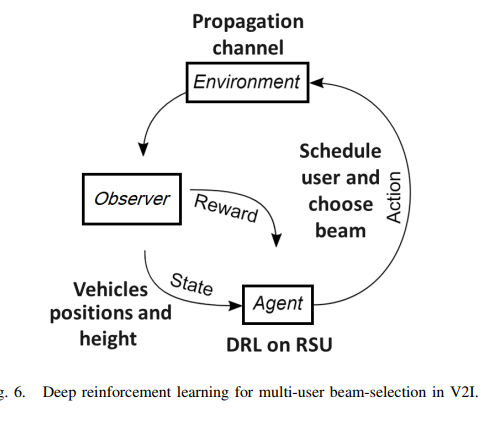 Propagation
channel
Environment
Schedule
user and
choose
beam
Action
Observer
Reward
State
Vehicles
positions and
height
Agent
DRL on RSU
g. 6. Deep reinforcement learning for multi-user beam-selection in V2I.